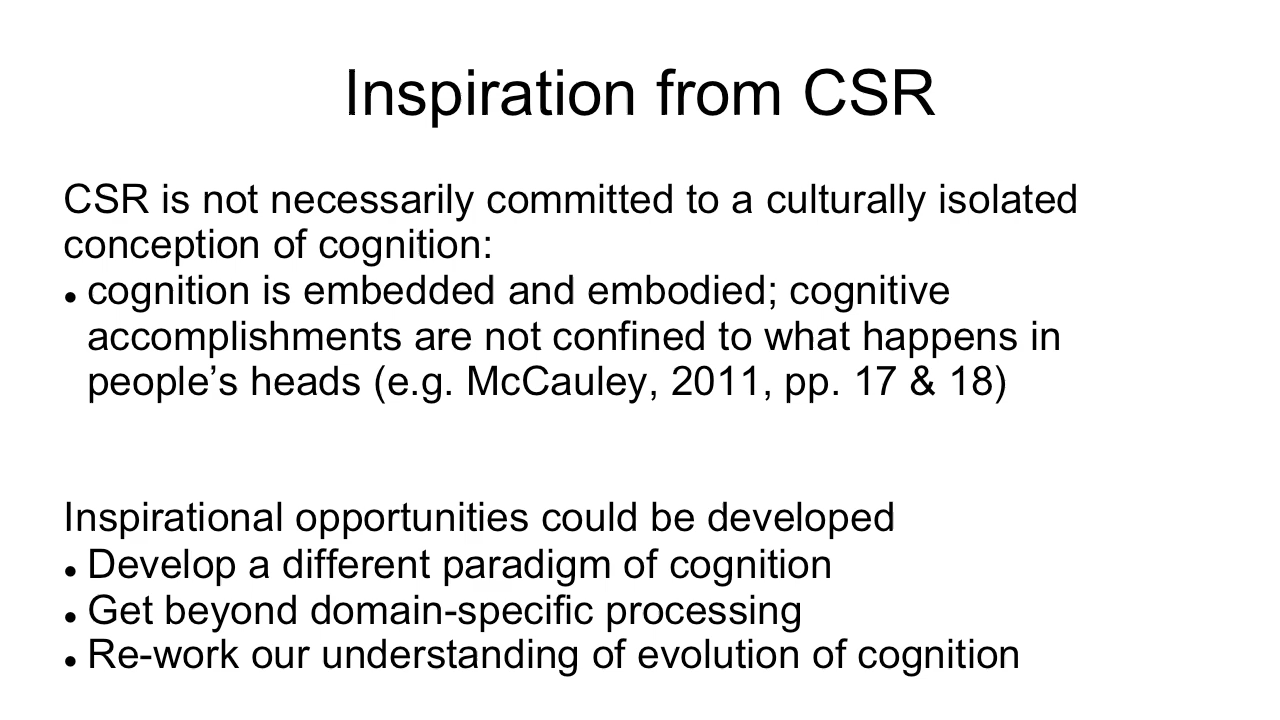 Inspiration from CSR
CSR is not necessarily committed to a culturally isolated
conception of cognition:
● cognition is embedded and embodied; cognitive
accomplishments are not confined to what happens in
people’s heads (e.g. McCauley, 2011, pp. 17 & 18)
Inspirational opportunities could be developed
● Develop a different paradigm of cognition
● Get beyond domain-specific processing
● Re-work our understanding of evolution of cognition